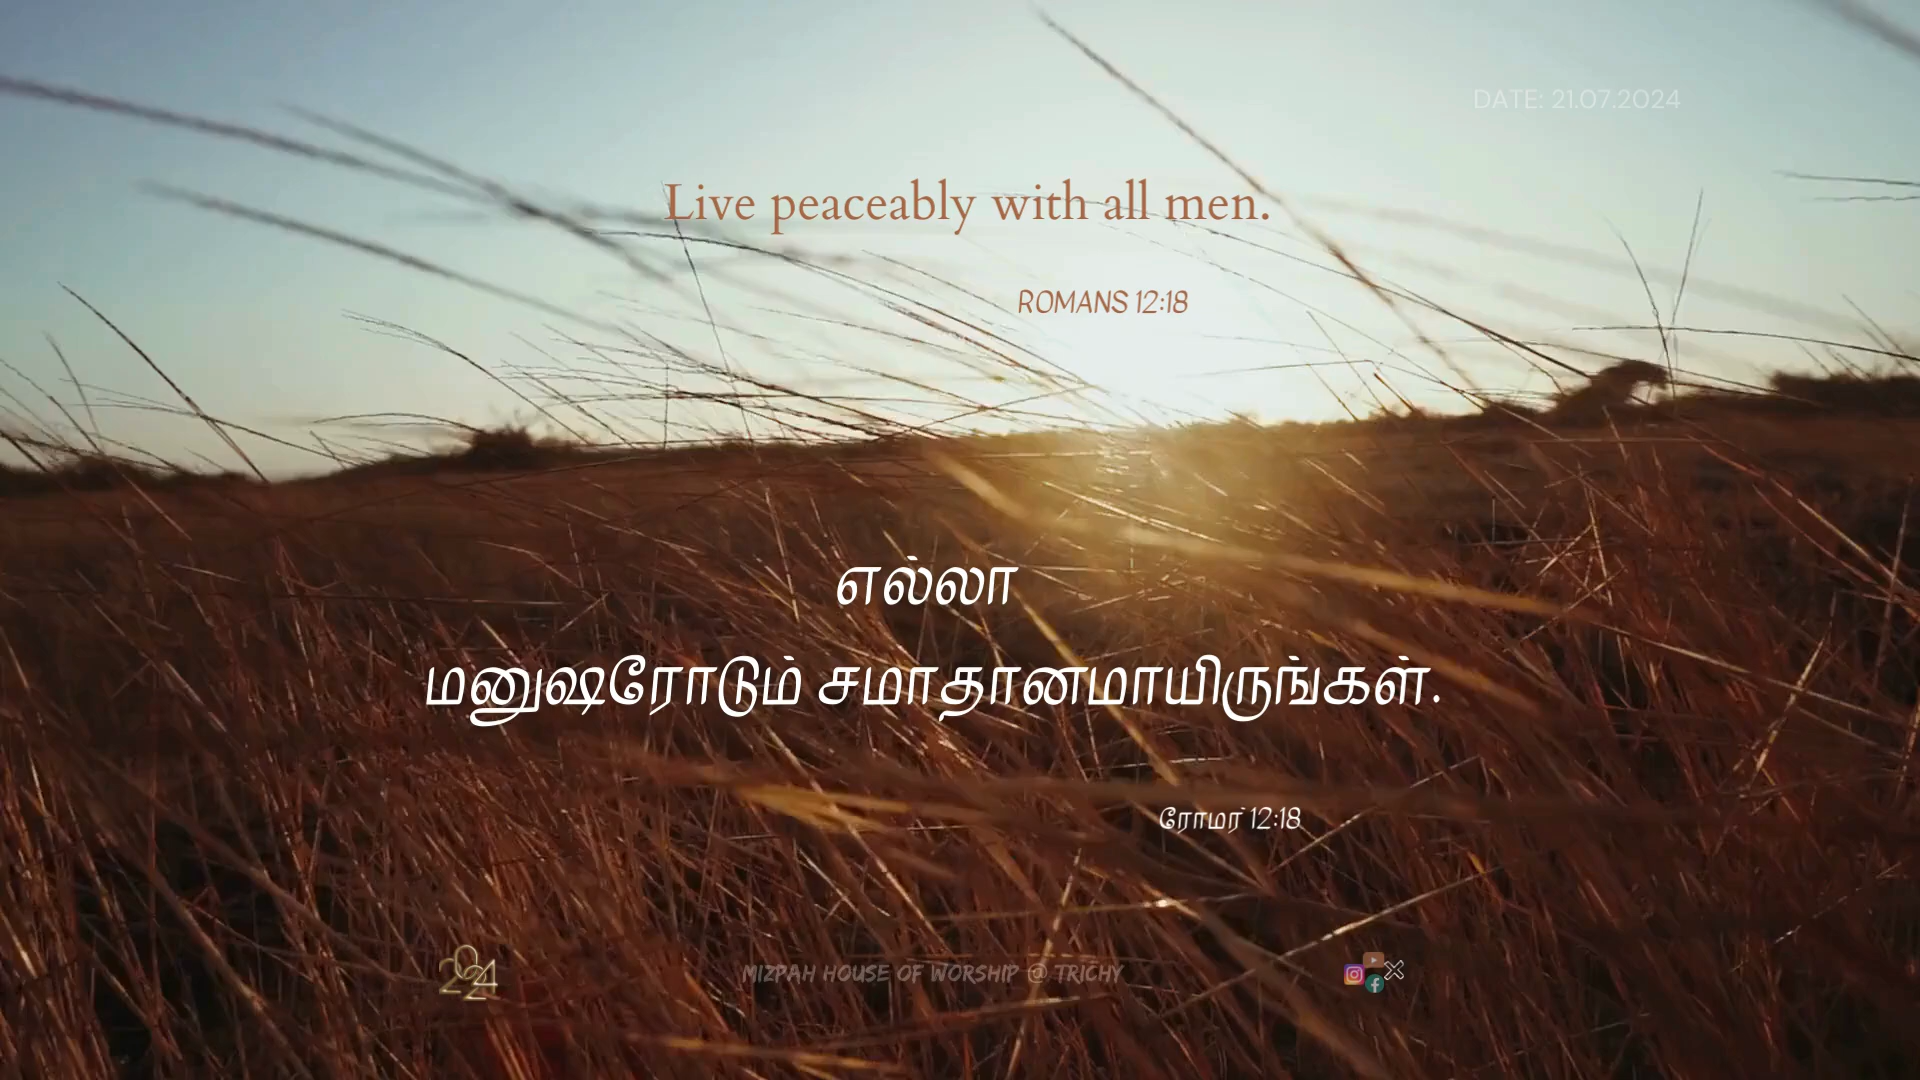 DATE: 21.07.2024
Live peaceably with all men.
ROMANS 12:18
எல்லா
மனுஷரோடும் சமாதானமாயிருங்கள்.
ரோமர் 12:18
2024
MIZPAH HOUSE OF WORSHIP @ TRICHY